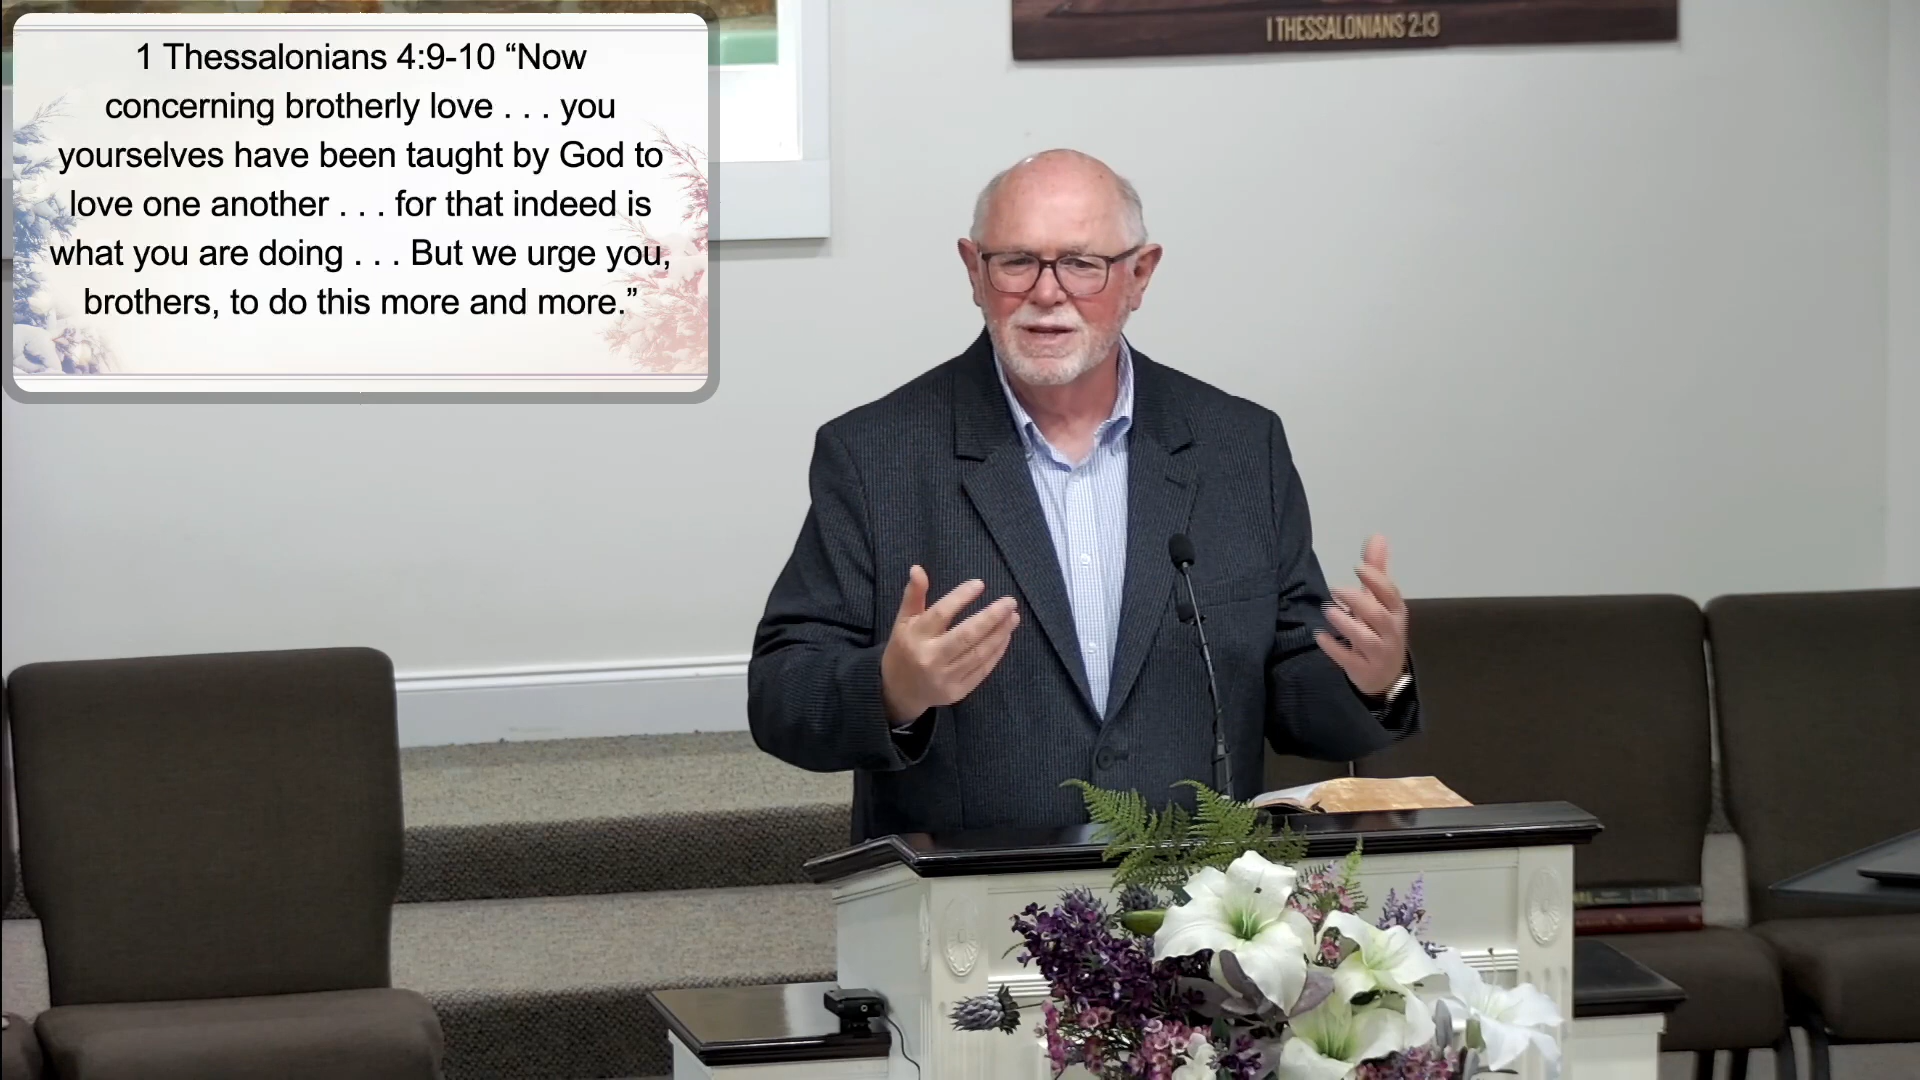 1 Thessalonians 4:9-10 “Now
concerning brotherly love . . . you
yourselves have been taught by God to
love one another . . . for that indeed is
what you are doing . . . But we urge you,
brothers, to do this more and more.”
I THESSALONIANS 2:13